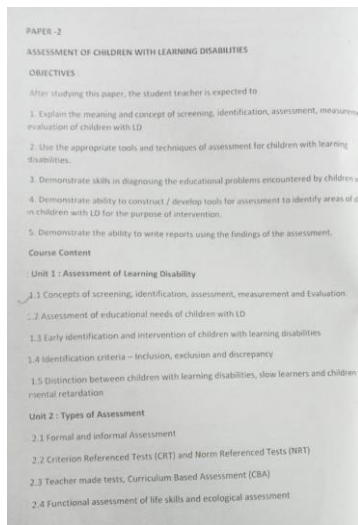 PAPER -2
ASSESSMENT OF CHILDREN WITH LEARNING DISABILITIES
OBJECTIVES
After studying this paper, the student teacher is expected to
1. Explain the meaning and concept of screening, identification, assessment,
evaluation of children with LD
2. Use the appropriate tools and techniques of assessment for children with learning
disabilities.
3. Demonstrate skills in diagnosing the educational problems encountered by children
4. Demonstrate ability to construct / develop tools for assessment to identify areas of
in children with LD for the purpose of intervention.
5. Demonstrate the ability to write reports using the findings of the assessment.
Course Content
Unit 1 : Assessment of Learning Disability
1.1 Concepts of screening, identification, assessment, measurement and Evaluation.
1.2 Assessment of educational needs of children with LD
1.3 Early identification and intervention of children with learning disabilities
1.4 Identification criteria – Inclusion, exclusion and discrepancy
1.5 Distinction between children with learning disabilities, slow learners and children
mental retardation
Unit 2 : Types of Assessment
2.1 Formal and informal Assessment
2.2 Criterion Referenced Tests (CRT) and Norm Referenced Tests (NRT)
2.3 Teacher made tests, Curriculum Based Assessment (CBA)
2.4 Functional assessment of life skills and ecological assessment